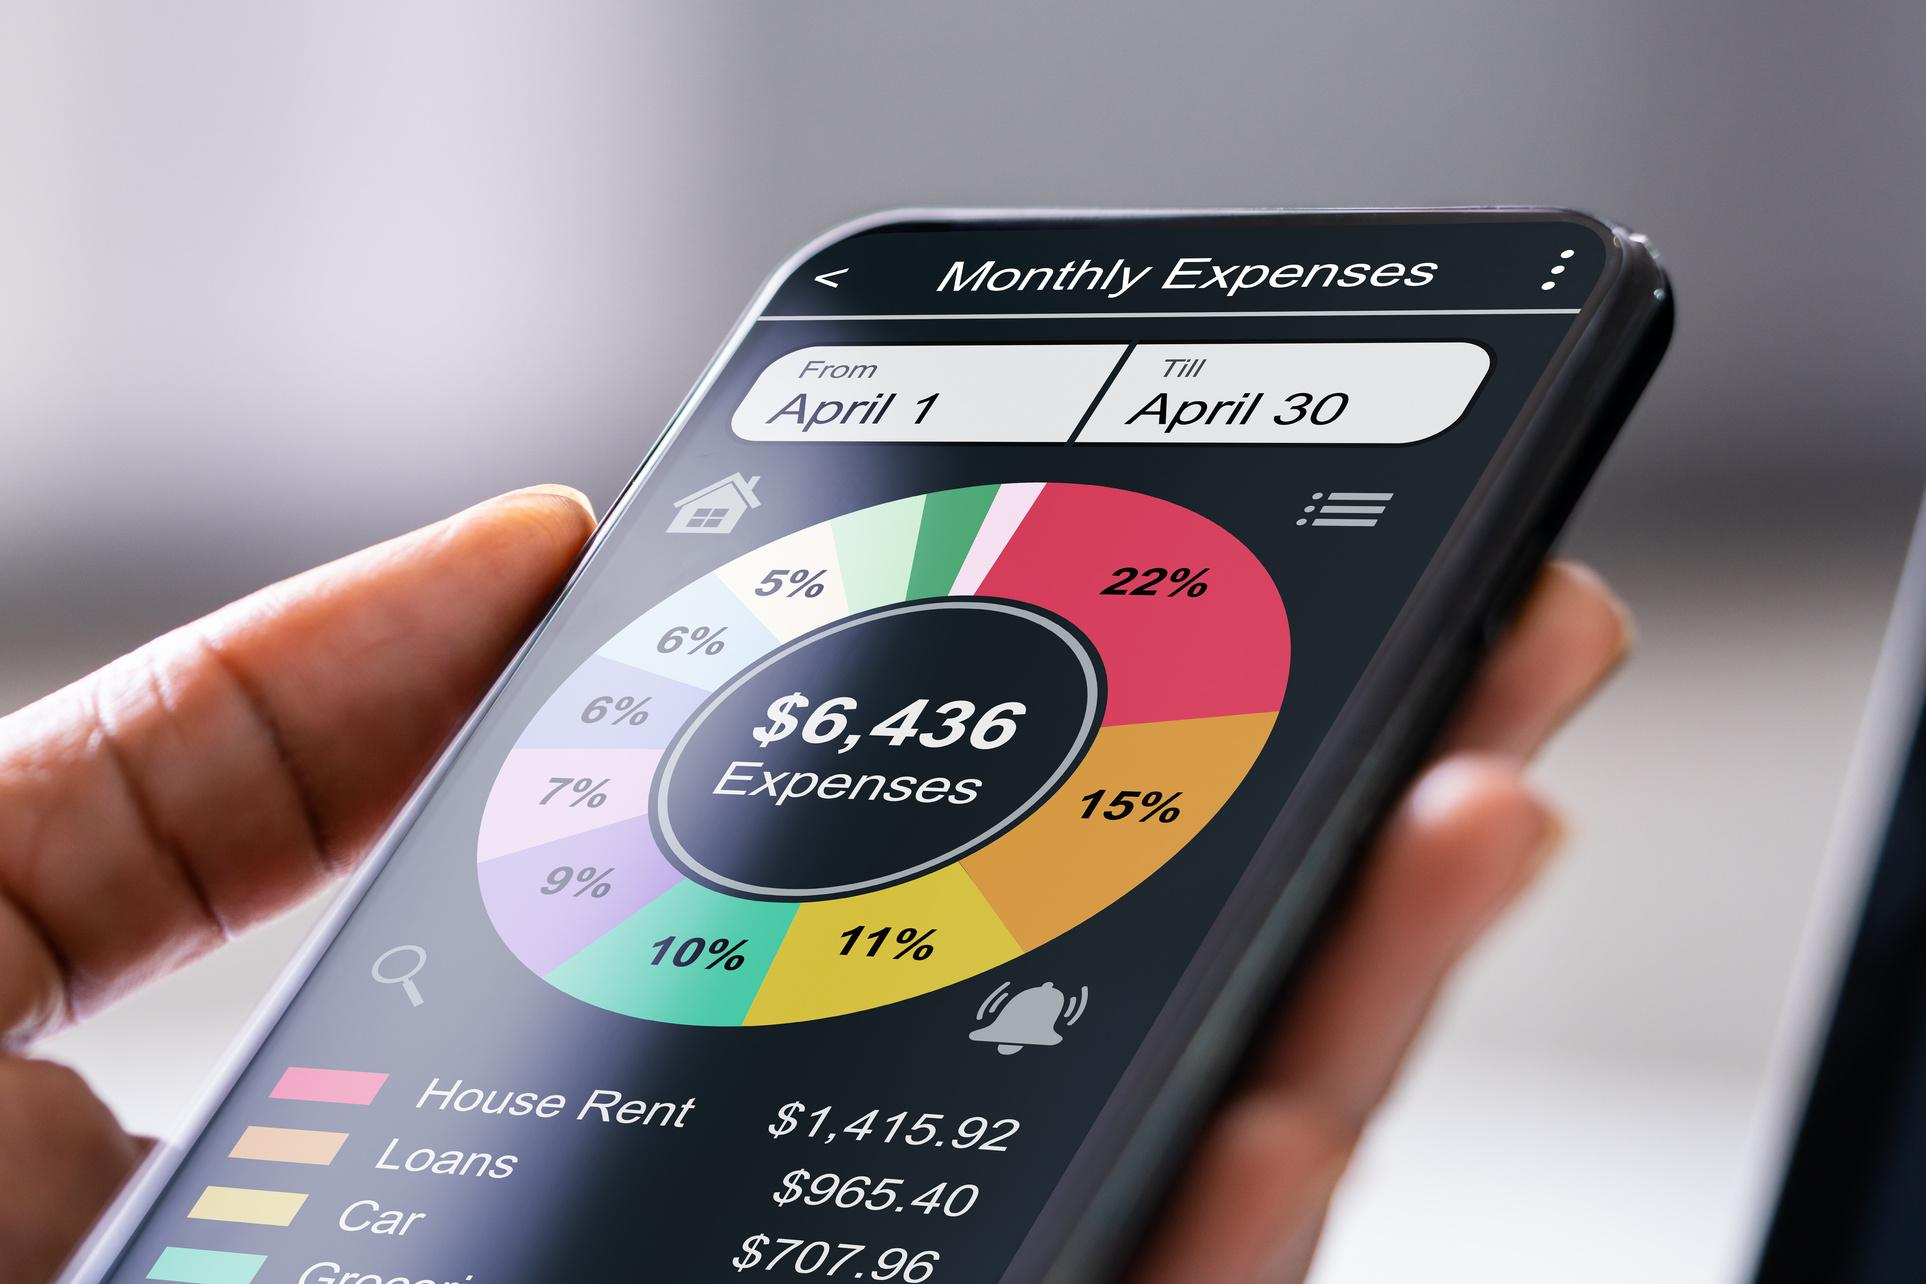 < Monthly Expenses
From Till
April 1 April 30
22%
5%
6%
6%
$6,436
Expenses
7%
15%
9%
11%
10%
House Rent $1,415.92
Loans $965.40
Car $707.96